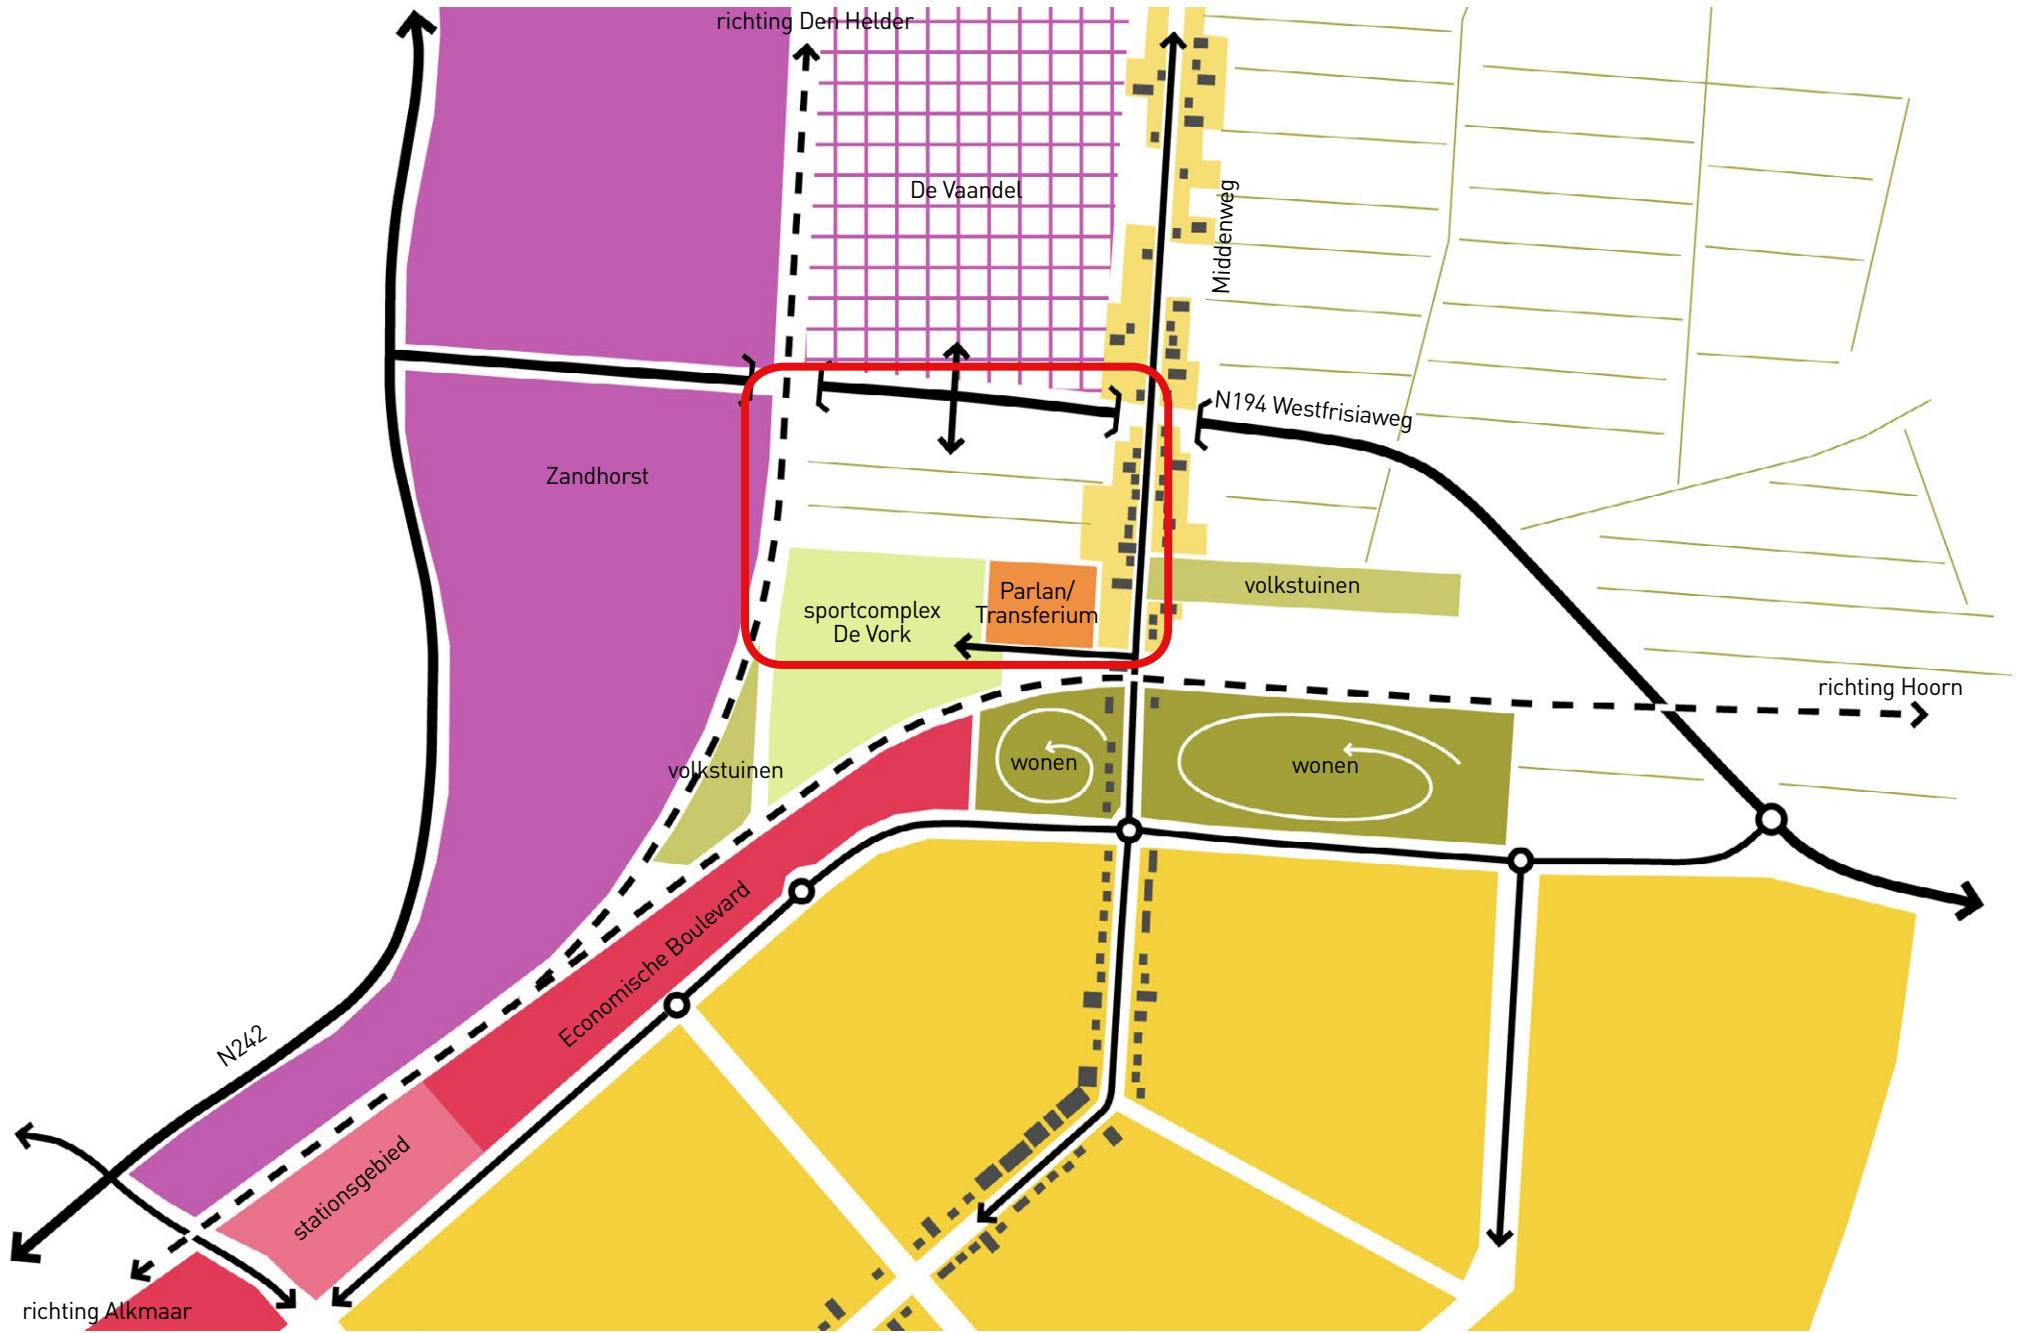 richting Den Helder
De Vaandel
Middenweg
N194 Westfrisiaweg
Zandhorst
sportcomplex
De Vork
Parlan/
Transferium
volkstuinen
richting Hoorn
volkstuinen
wonen
wonen
Economische Boulevard
N242
stationsgebied
richting Alkmaar